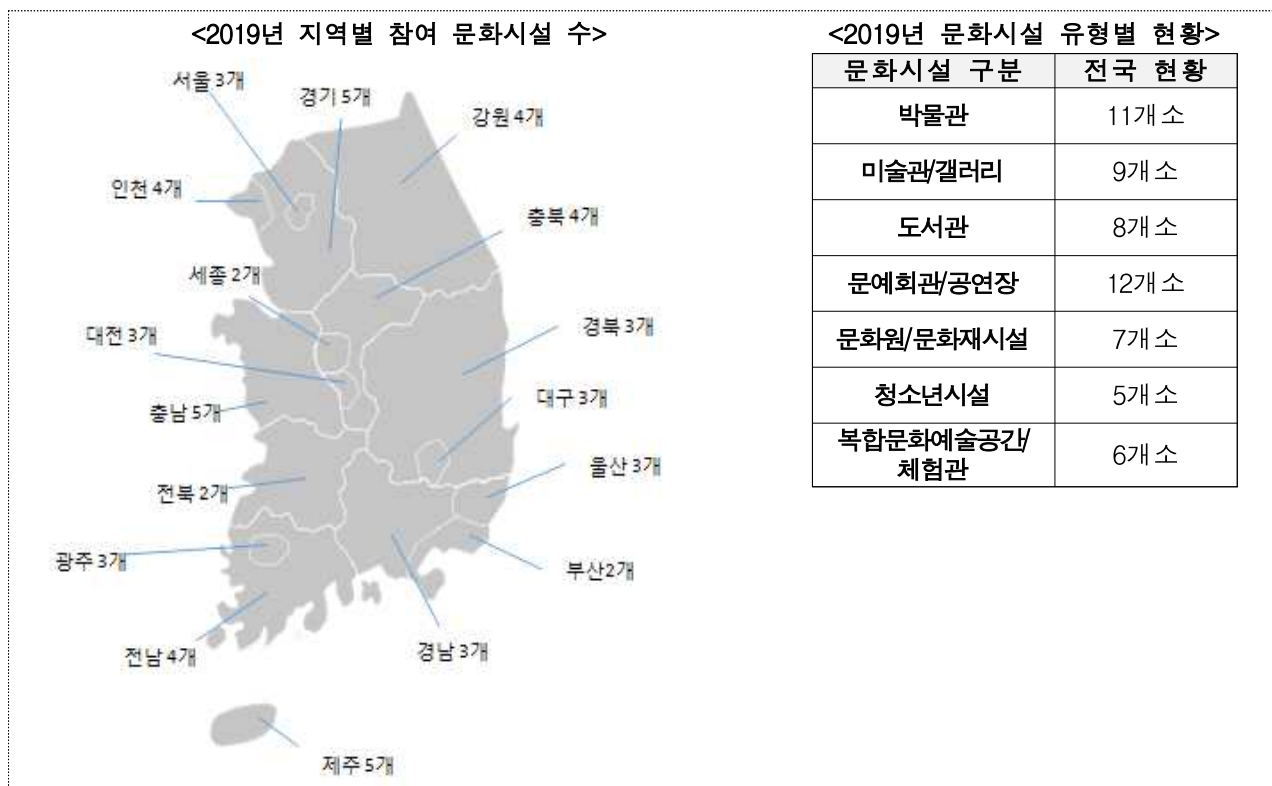 <2019년 지역별 참여 문화시설 수>
서울 3개
경기 5개
강원 4개
인천 4개
충북 4개
세종 2개
경북 3개
대전 3개
대구 3개
충남 5개
울산 3개
전북 2개
광주 3개
부산2개
전남 4개
경남 3개
제주 5개
<2019년 문화시설 유형별 현황>
문화시설 구분 전국 현황
박물관 11개소
미술관/갤러리 9개소
도서관 8개소
문예회관/공연장 12개소
문화원/문화재시설 7개소
청소년시설 5개소
복합문화예술공간/
체험관 6개소